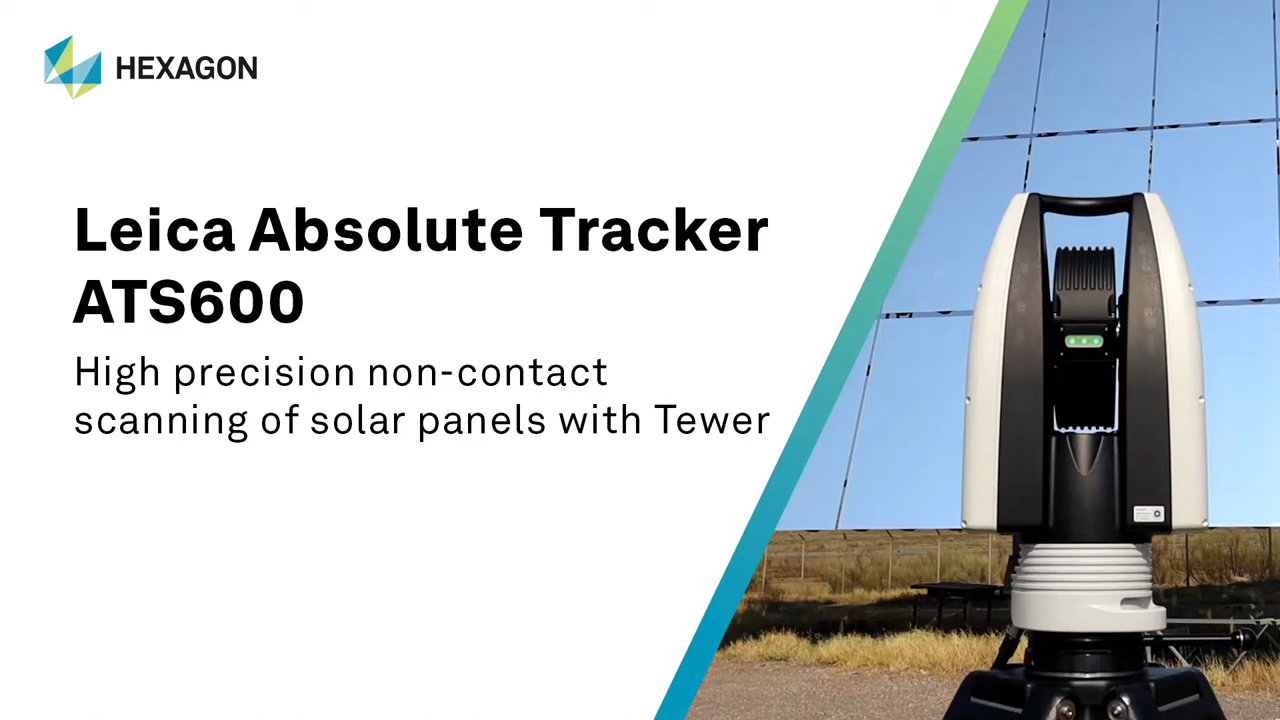 HEXAGON
Leica Absolute Tracker
ATS600
High precision non-contact
scanning of solar panels with Tewer